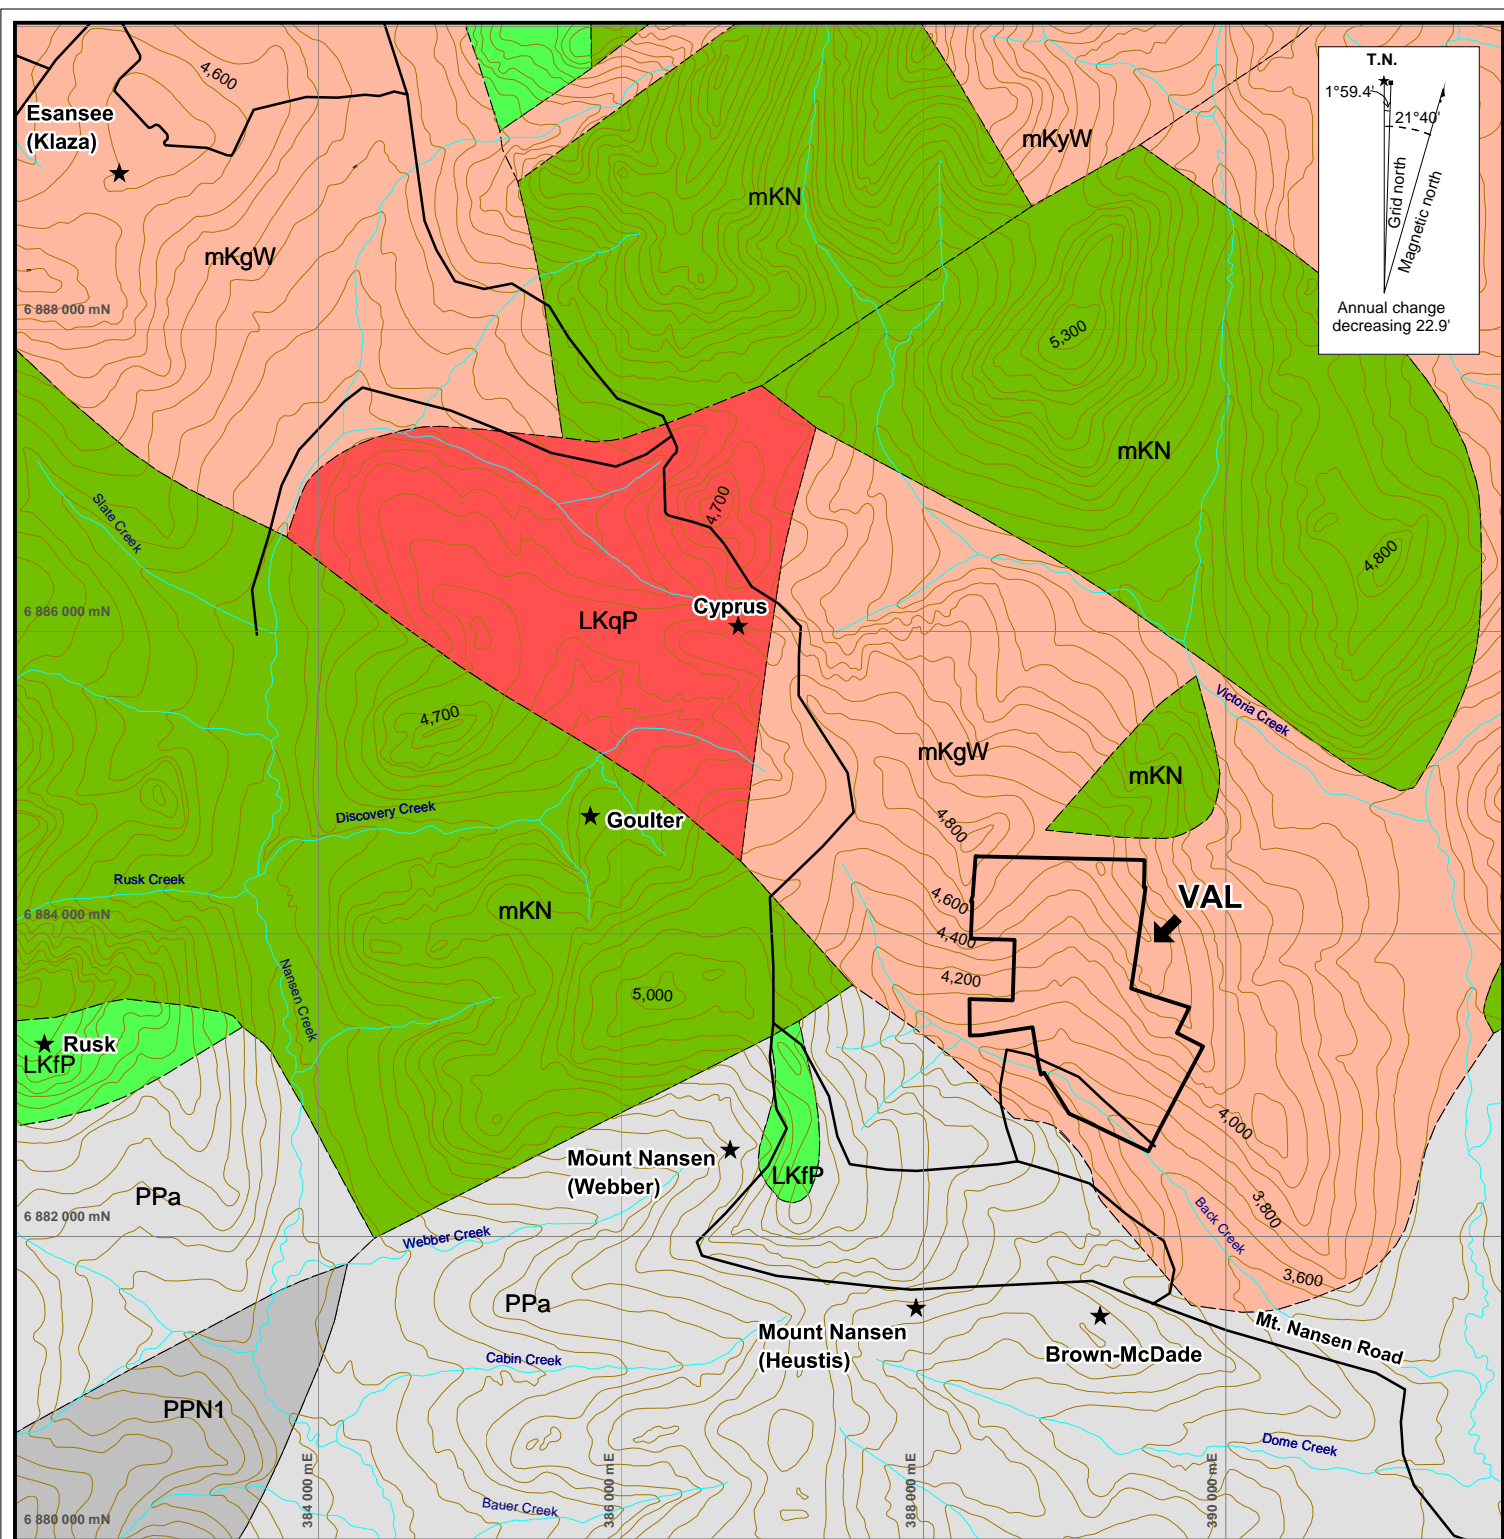 T.N.
1°59.4'
21°40'
Grid north
Magnetic north
Annual change
decreasing 22.9'
4,600
Esansee
(Klaza)
mKyW
mKN
mKgW
6 888 000 mN
5,300
mKN
4,700
Slate Creek
4,800
6 886 000 mN
Cyprus
LKqP
Victoria Creek
4,700
mKgW
mKN
Discovery Creek
Goulter
4,800
Rusk Creek
VAL
4,600
6 884 000 mN
mKN
4,400
4,200
Nansen Creek
5,000
Rusk
LKfP
4,000
Mount Nansen
(Webber)
LKfP
PPa
3,800
6 882 000 mN
Back Creek
Webber Creek
3,600
PPa
Mount Nansen
(Heustis)
Brown-McDade
Mt. Nansen Road
Cabin Creek
PPN1
Dome Creek
384 000 mE
386 000 mE
388 000 mE
390 000 mE
Bauer Creek
6 880 000 mN